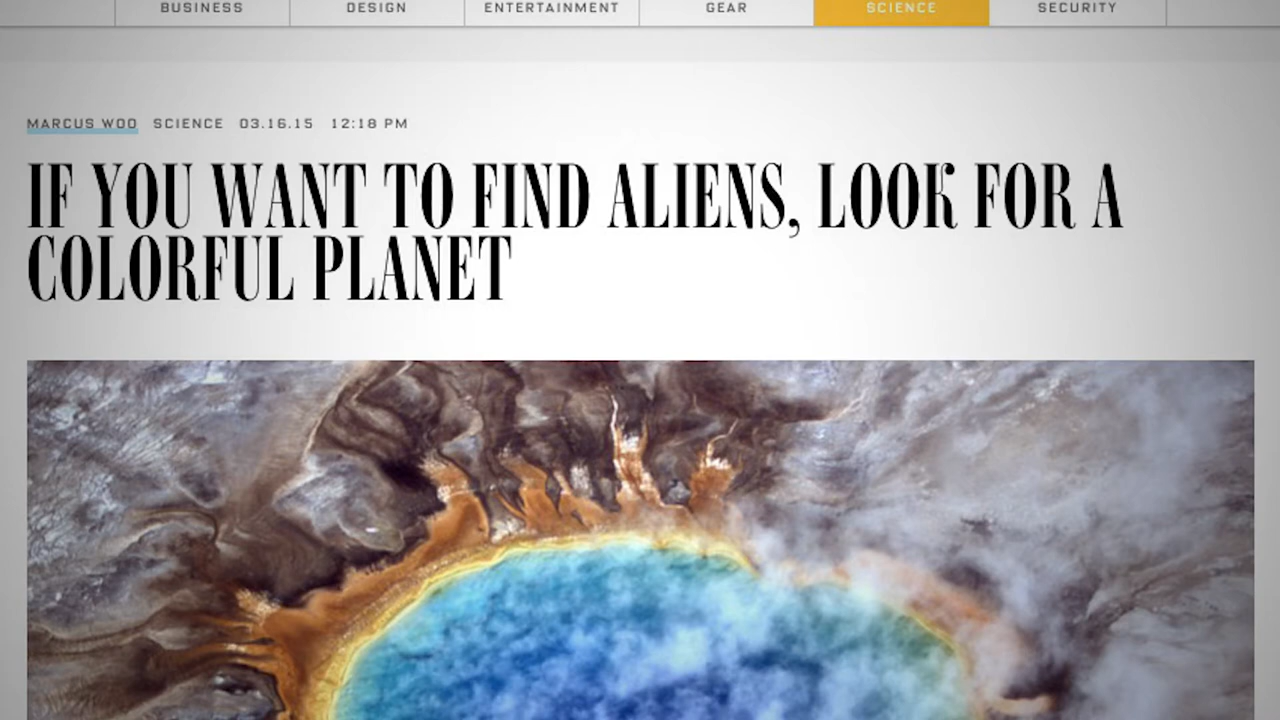 BUSINESS DESIGN ENTERTAINMENT GEAR SCIENCE SECURITY
MARCUS WOO SCIENCE 03.16.15 12:18 PM
IF YOU WANT TO FIND ALIENS, LOOK FOR A
COLORFUL PLANET